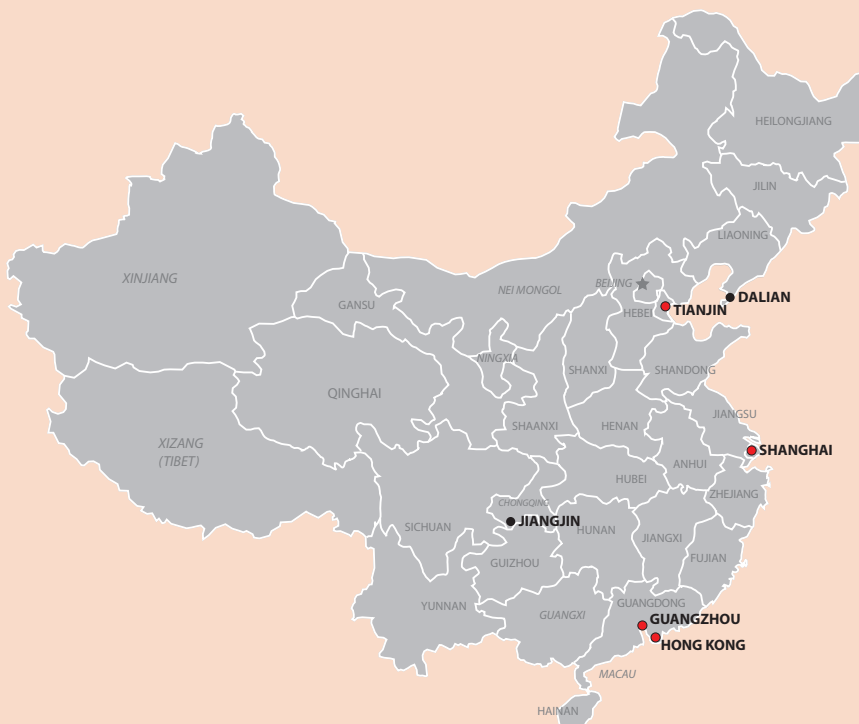 HEILONGJIANG
JILIN
LIAONING
XINJIANG
NEI MONGOL
BEIJING
DALIAN
GANSU
HEBEI
TIANJIN
NINGXIA
SHANXI
SHANDONG
QINGHAI
JIANGSU
SHAANXI
HENAN
XIZANG
(TIBET)
SHANGHAI
ANHUI
HUBEI
ZHEJIANG
CHONGQING
JIANGJIN
SICHUAN
HUNAN
JIANGXI
FUJIAN
GUIZHOU
YUNNAN
GUANGDONG
GUANGXI
GUANGZHOU
HONG KONG
MACAU
HAINAN